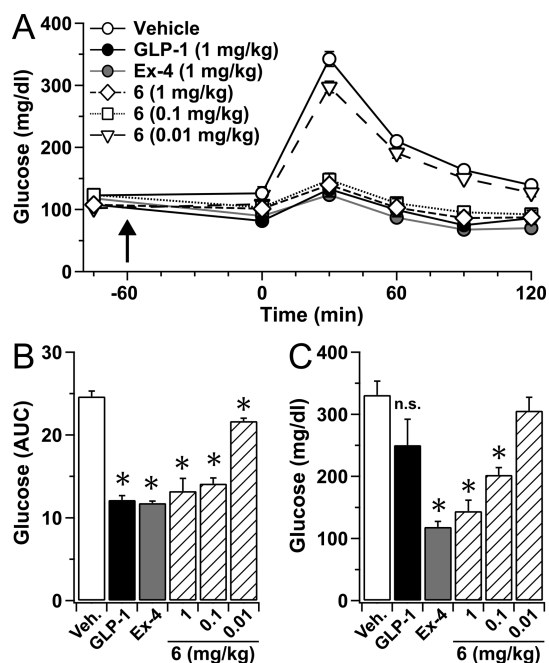 A
400
300
200
100
0
Glucose (mg/dl)
Vehicle
GLP-1 (1 mg/kg)
Ex-4 (1 mg/kg)
6 (1 mg/kg)
6 (0.1 mg/kg)
6 (0.01 mg/kg)
-60
0
60
120
Time (min)
B
30
20
10
0
Glucose (AUC)
* * * * *
Veh.
GLP-1
Ex-4
1
0.1
0.01
6 (mg/kg)
C
400
300
200
100
0
Glucose (mg/dl)
n.s.
* * *
Veh.
GLP-1
Ex-4
1
0.1
0.01
6 (mg/kg)